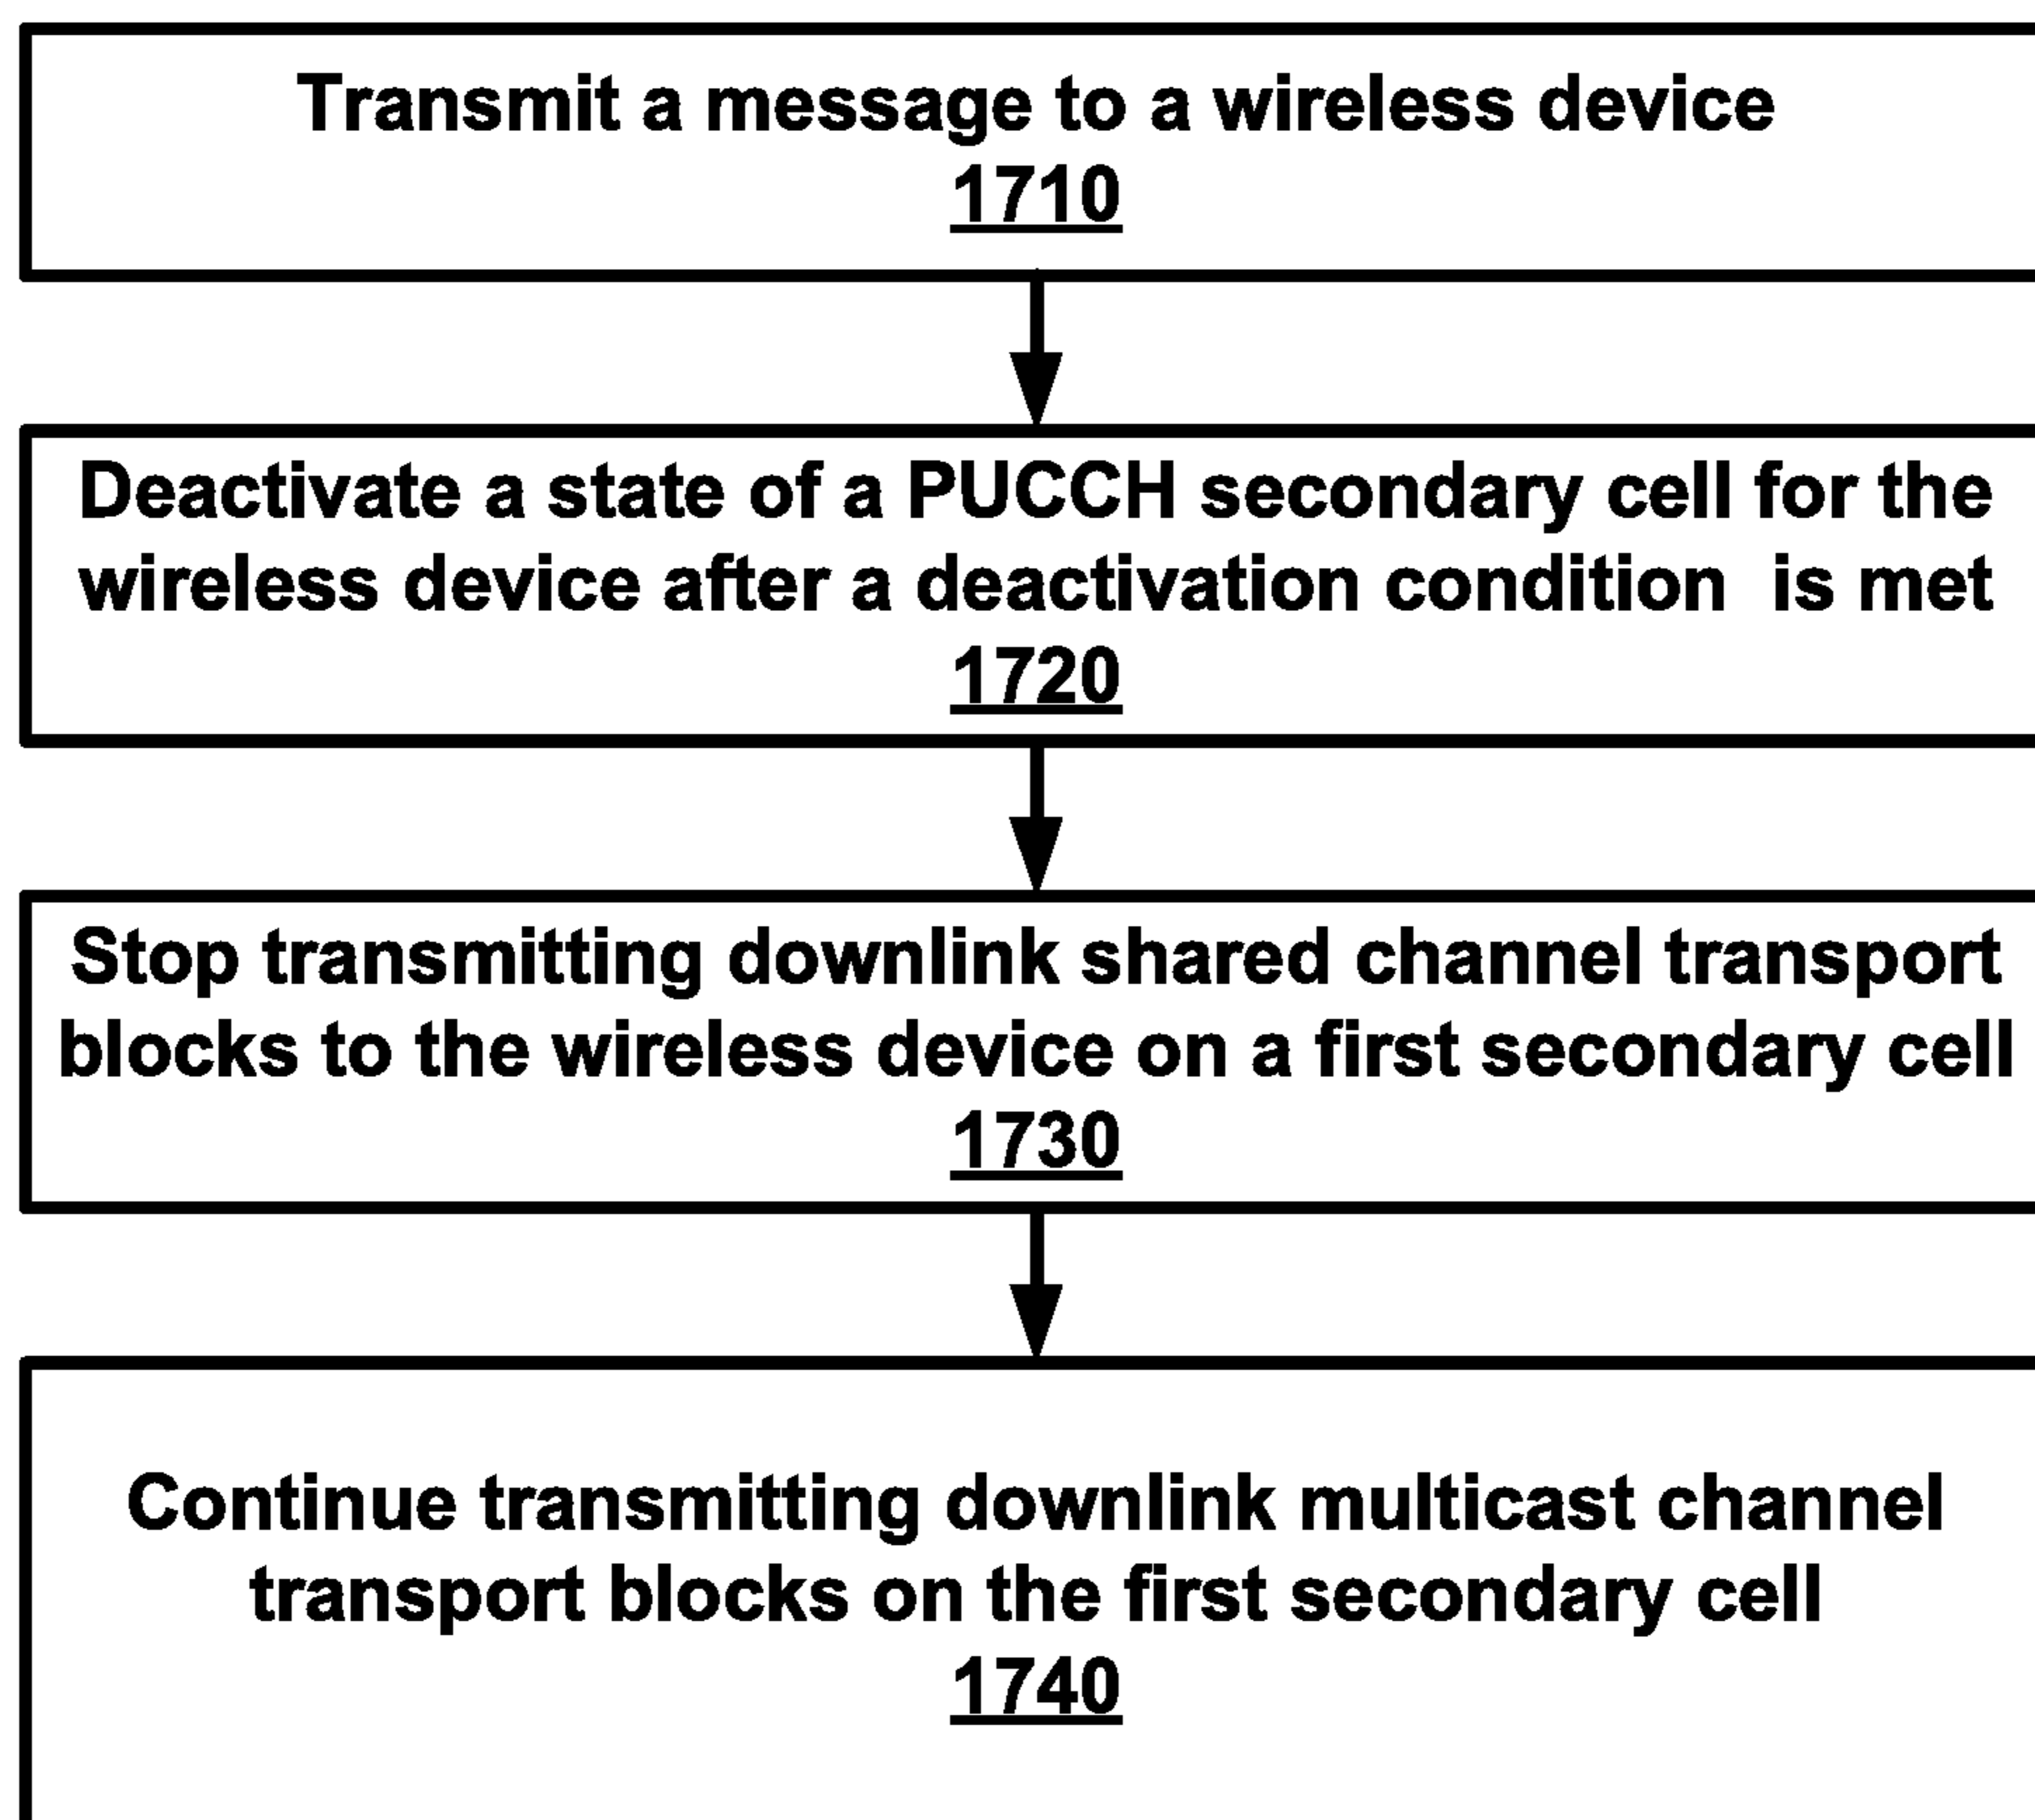 Transmit a message to a wireless device
1710
Deactivate a state of a PUCCH secondary cell for the
wireless device after a deactivation condition  is met
1720
Stop transmitting downlink shared channel transport
blocks to the wireless device on a first secondary cell
1730
Continue transmitting downlink multicast channel
transport blocks on the first secondary cell
1740